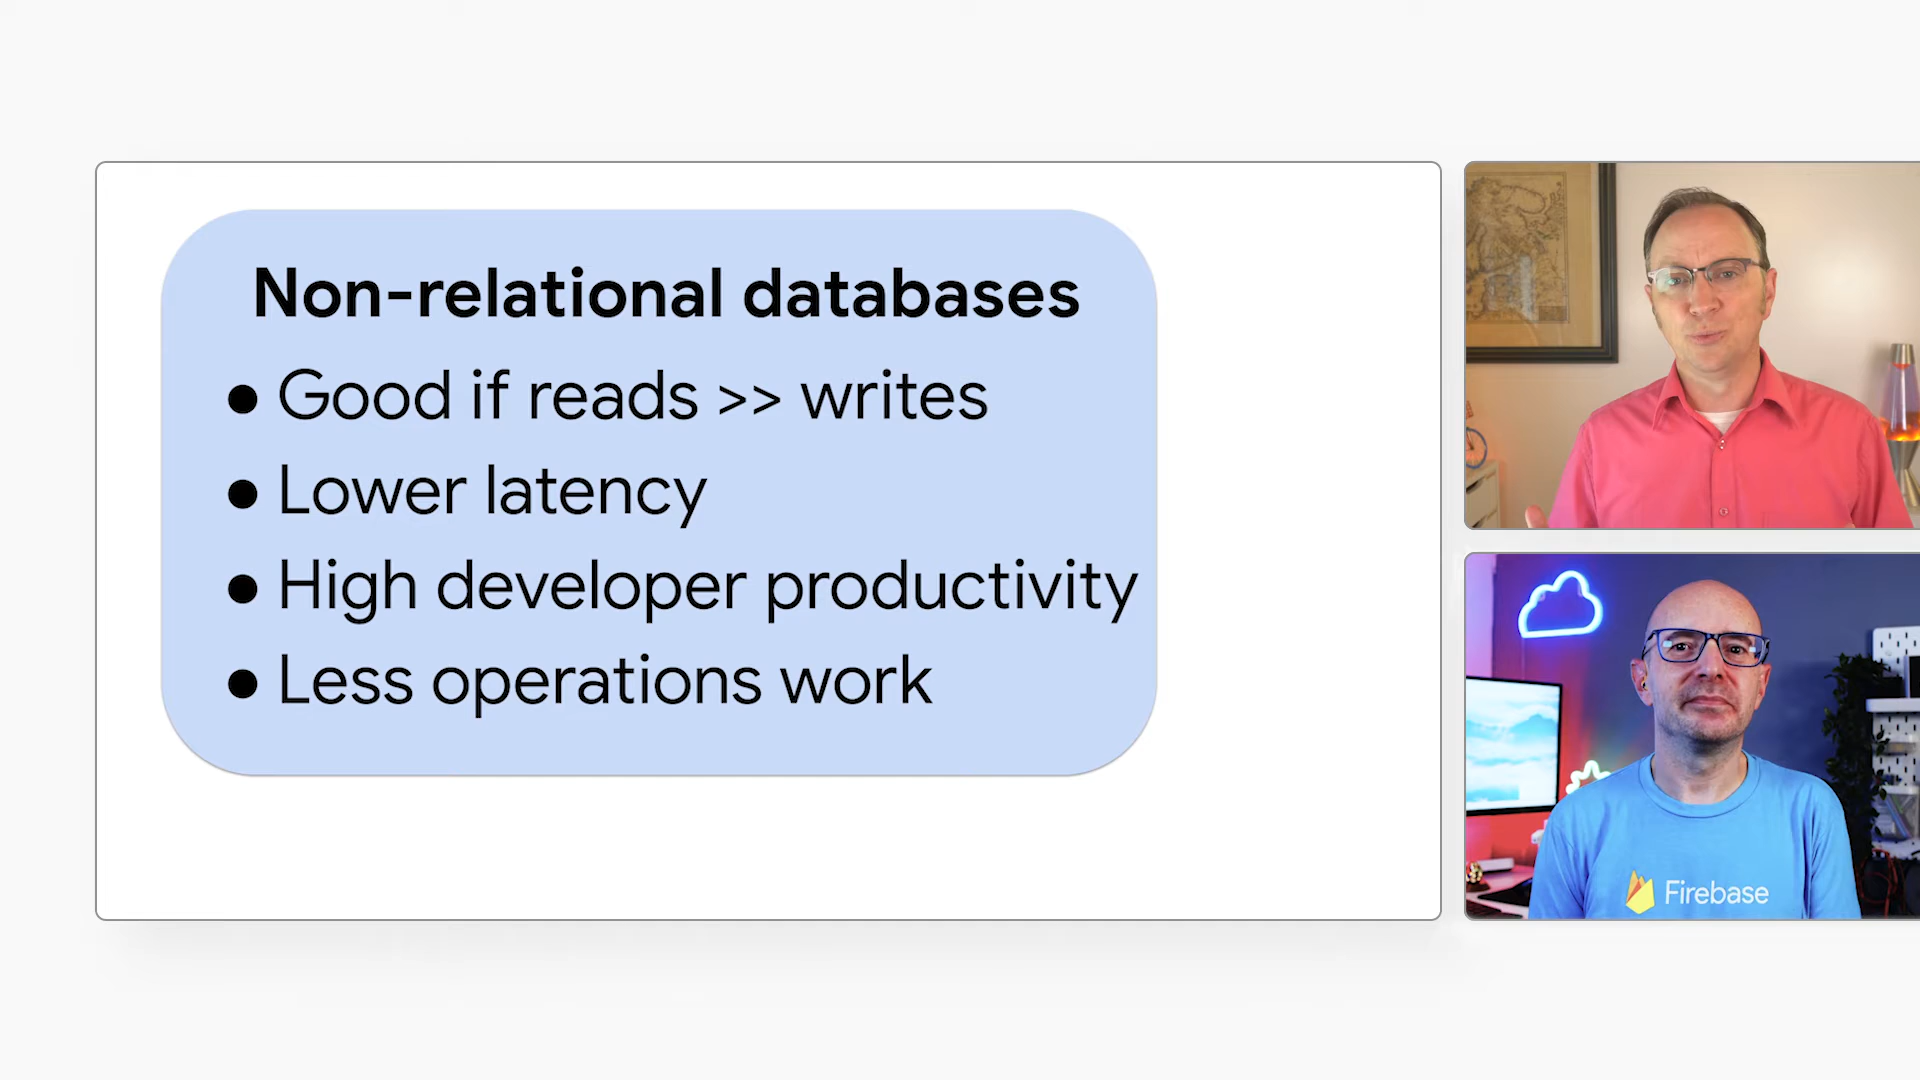 Non-relational databases
● Good if reads >> writes
● Lower latency
● High developer productivity
● Less operations work
Firebase